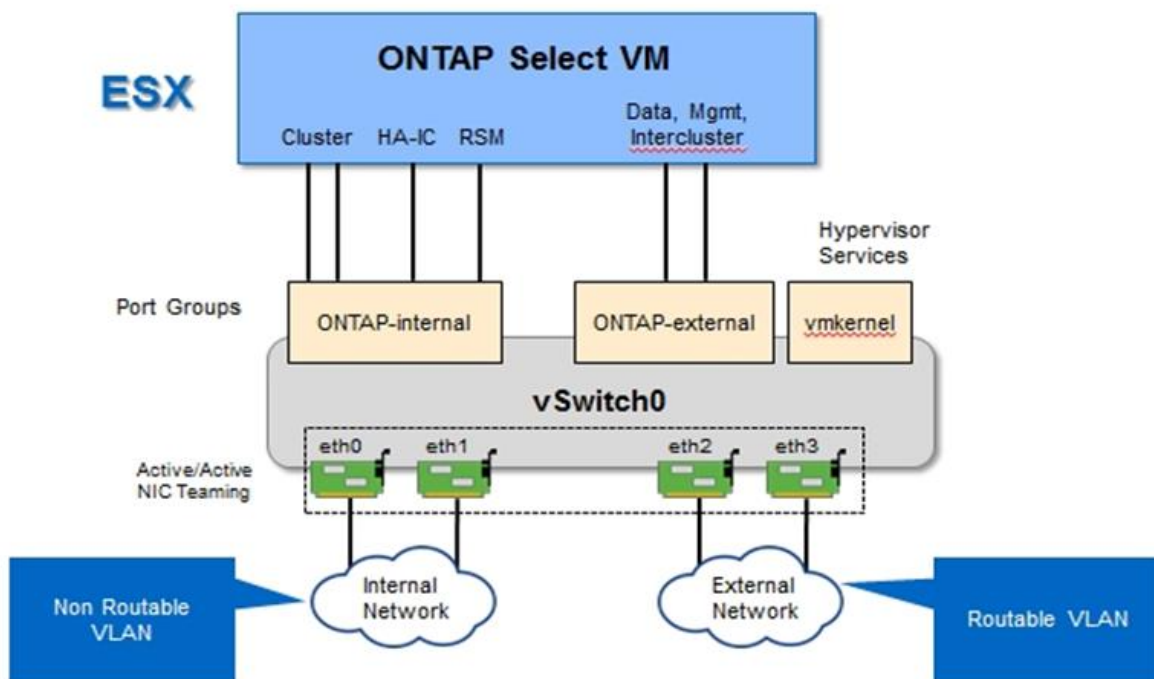 ONTAP Select VM
ESX
Data, Mgmt,
Intercluster
Cluster
HA-IC
RSM
Hypervisor
Services
Port Groups
ONTAP-internal
ONTAP-external
vmkernel
vSwitch0
eth0
eth1
eth2
eth3
Active/Active
NIC Teaming
Internal
Network
External
Network
Non Routable
VLAN
Routable VLAN